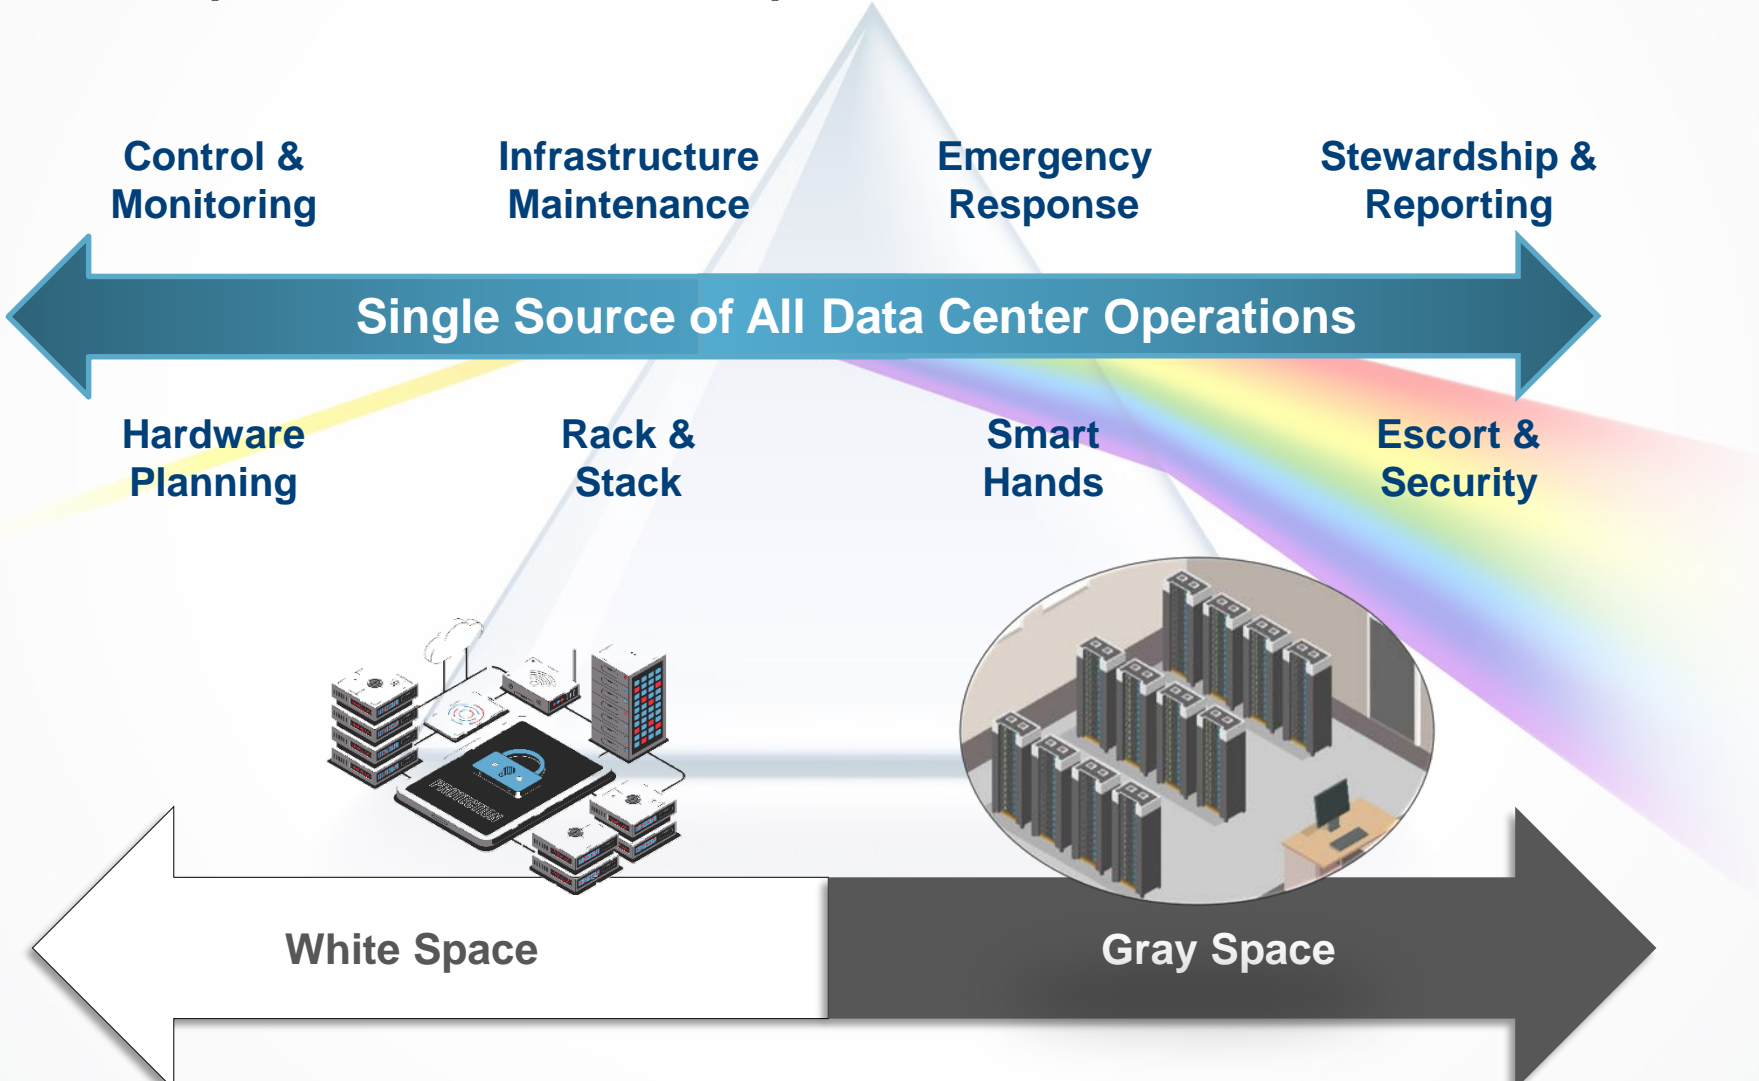 Control &
Monitoring
Infrastructure
Maintenance
Emergency
Response
Stewardship &
Reporting
Single Source of All Data Center Operations
Hardware
Planning
Rack &
Stack
Smart
Hands
Escort &
Security
PROTECTION
White Space
Gray Space